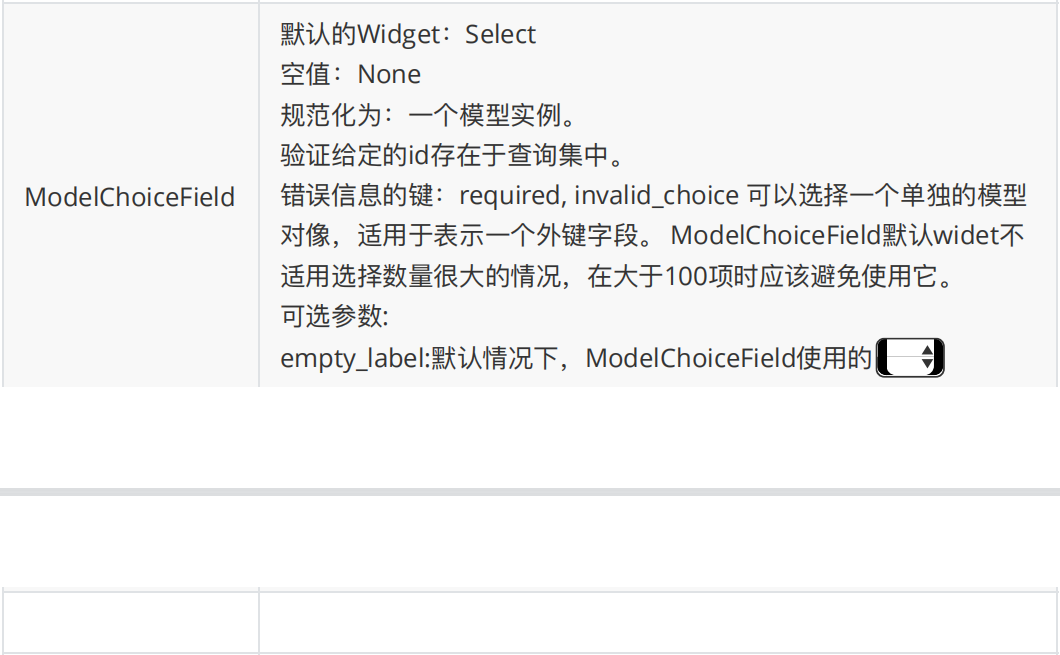 ModelChoiceField
默认的Widget：Select
空值：None
规范化为：一个模型实例。
验证给定的id存在于查询集中。
错误信息的键：required, invalid_choice 可以选择一个单独的模型
对像，适用于表示一个外键字段。 ModelChoiceField默认widet不
适用选择数量很大的情况，在大于100项时应该避免使用它。
可选参数:
empty_label:默认情况下，ModelChoiceField使用的